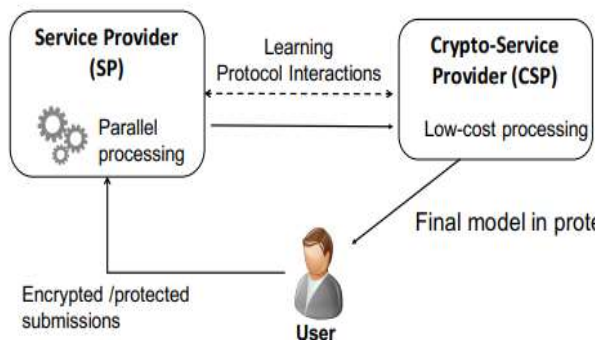 Service Provider
(SP)
Parallel
processing
Learning
Protocol Interactions
Crypto-Service
Provider (CSP)
Low-cost processing
Final model in prote
Encrypted /protected
submissions
User